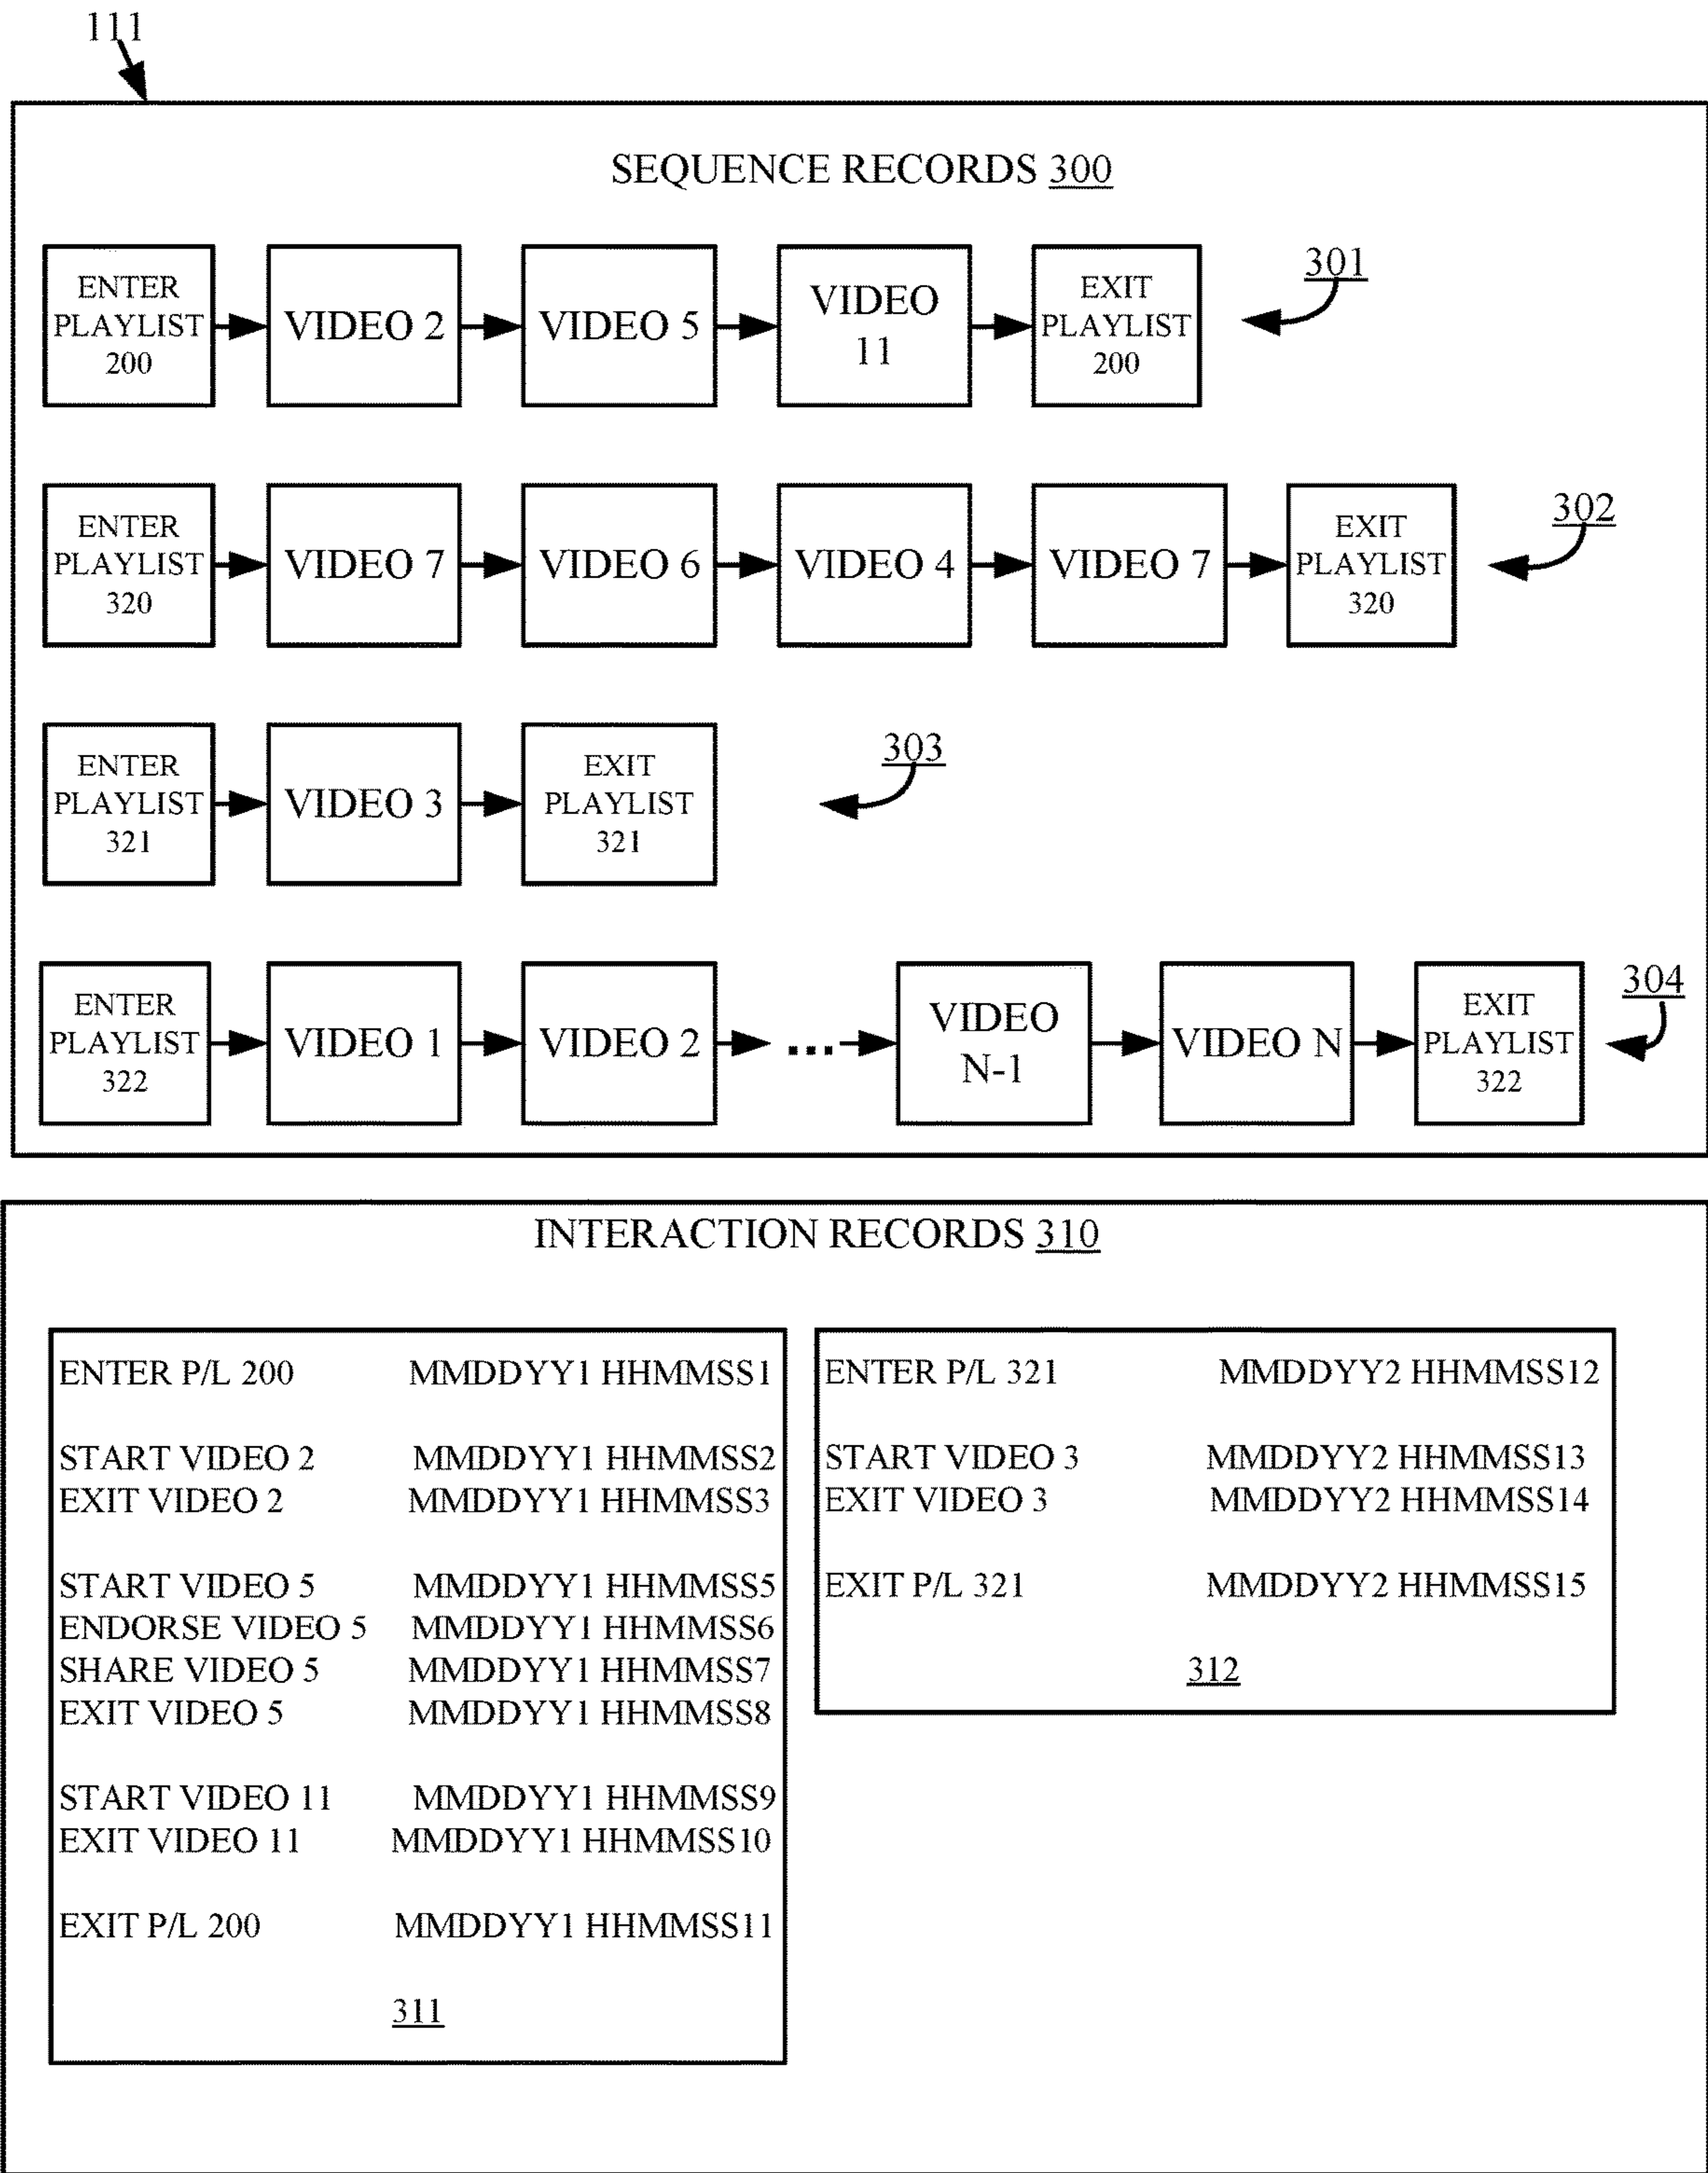 111
SEQUENCE RECORDS 300
ENTER
PLAYLIST
200
VIDEO 2
VIDEO 5
VIDEO
11
EXIT
PLAYLIST
200
301
ENTER
PLAYLIST
320
VIDEO 7
VIDEO 6
VIDEO 4
VIDEO 7
EXIT
PLAYLIST
320
302
ENTER
PLAYLIST
321
VIDEO 3
EXIT
PLAYLIST
321
303
ENTER
PLAYLIST
322
VIDEO 1
VIDEO 2
...
VIDEO
N-1
VIDEO N
EXIT
PLAYLIST
322
304
INTERACTION RECORDS 310
ENTER P/L 200 MMDDYY1 HHMMSS1
START VIDEO 2 MMDDYY1 HHMMSS2
EXIT VIDEO 2 MMDDYY1 HHMMSS3
START VIDEO 5 MMDDYY1 HHMMSS5
ENDORSE VIDEO 5 MMDDYY1 HHMMSS6
SHARE VIDEO 5 MMDDYY1 HHMMSS7
EXIT VIDEO 5 MMDDYY1 HHMMSS8
START VIDEO 11 MMDDYY1 HHMMSS9
EXIT VIDEO 11 MMDDYY1 HHMMSS10
EXIT P/L 200 MMDDYY1 HHMMSS11
311
ENTER P/L 321 MMDDYY2 HHMMSS12
START VIDEO 3 MMDDYY2 HHMMSS13
EXIT VIDEO 3 MMDDYY2 HHMMSS14
EXIT P/L 321 MMDDYY2 HHMMSS15
312